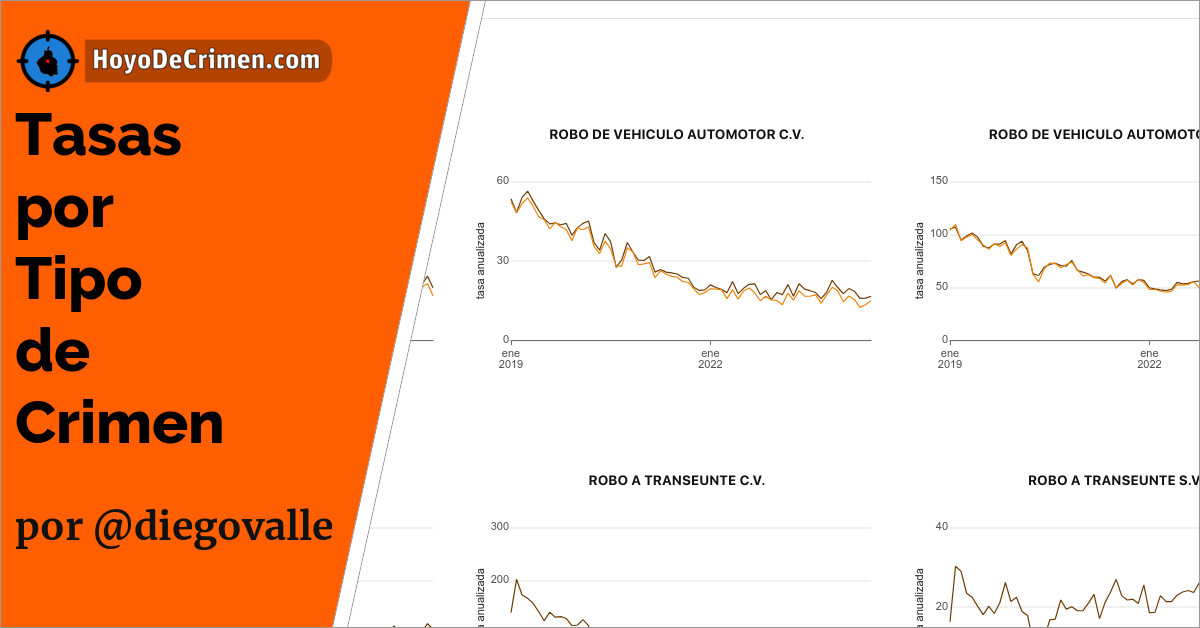 HoyoDeCrimen.com
Tasas
por
Tipo
de
Crimen
por @diegovalle
ROBO DE VEHICULO AUTOMOTOR C.V.
tasa anualizada
60
30
0
ene
2019
ene
2022
ROBO DE VEHICULO AUTOMOTO
tasa anualizada
150
100
50
0
ene
2019
ene
2022
ROBO A TRANSEUNTE C.V.
a anualizada
300
200
ROBO A TRANSEUNTE S.V
a anualizada
40
20